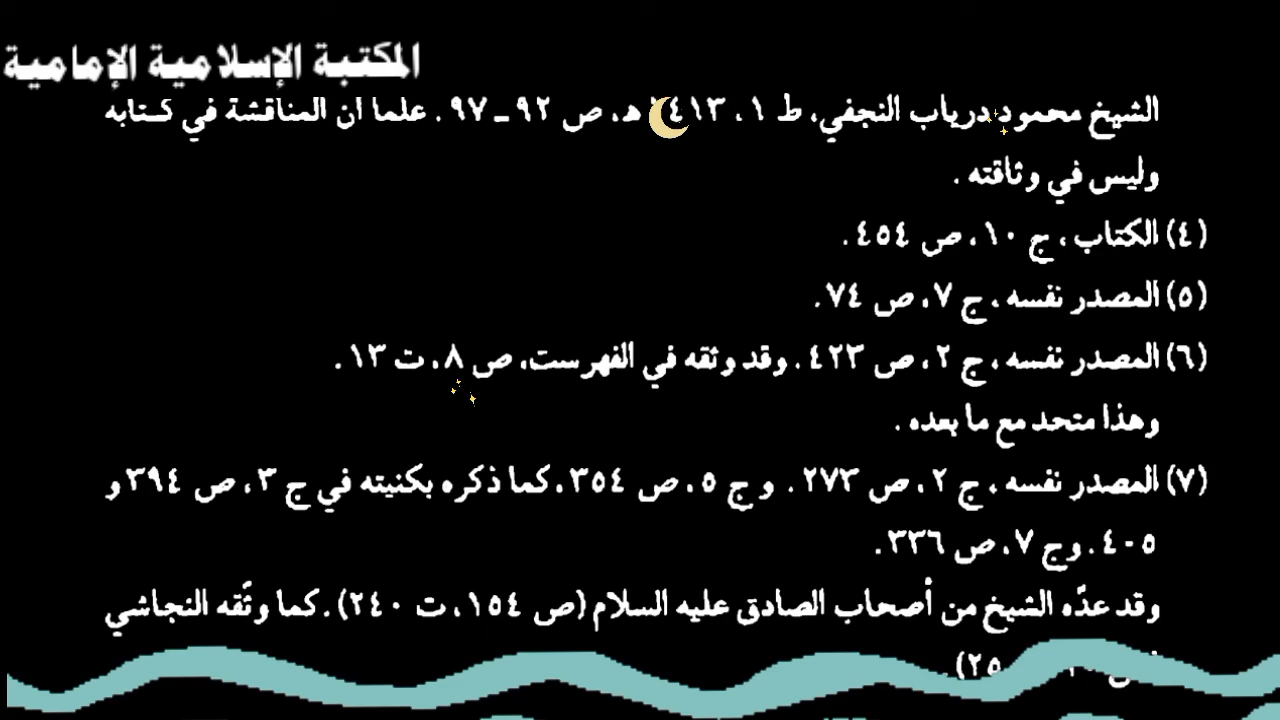 المكتبة الإسلامية الإمامية
الشيخ محمود درياب النجفي، ط ١، ١٤١٣ هـ، ص ٩٢ ـ ٩٧. علما ان المناقشة في كـتابه
وليس في وثاقته.
(٤) الكتاب، ج ١٠، ص ٤٥٤.
(٥) المصدر نفسه، ج ٧، ص ٧٤.
(٦) المصدر نفسه، ج ٢، ص ٤٢٣. وقد وثقه في الفهرست، ص ٨، ت ١٣.
وهذا متحد مع ما بعده.
(٧) المصدر نفسه، ج ٢، ص ٢٧٣. و ج ٥، ص ٣٥٤، كما ذكره بكنيته في ج ٣، ص ٣٩٤ و
٤٠٥. وج ٧، ص ٣٣٦.
وقد عدّه الشيخ من أصحاب الصادق عليه السلام (ص ١٥٤، ت ٢٤٠). كما وثّقه النجاشي